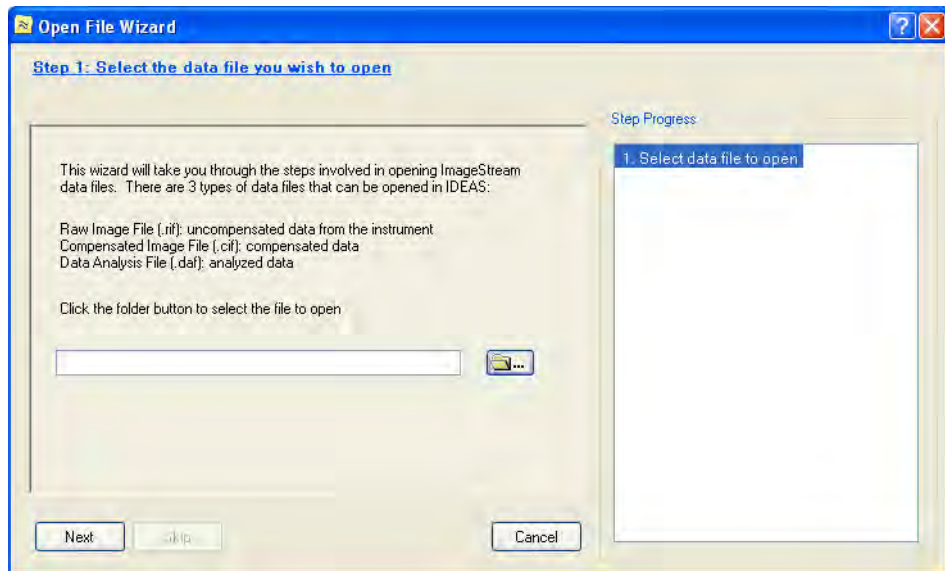 Open File Wizard
Step 1: Select the data file you wish to open
Step Progress
1. Select data file to open
This wizard will take you through the steps involved in opening ImageStream
data files. There are 3 types of data files that can be opened in IDEAS:
Raw Image File (.rif): uncompensated data from the instrument
Compensated Image File (.cif): compensated data
Data Analysis File (.daf): analyzed data
Click the folder button to select the file to open
...
Next
Skip
Cancel